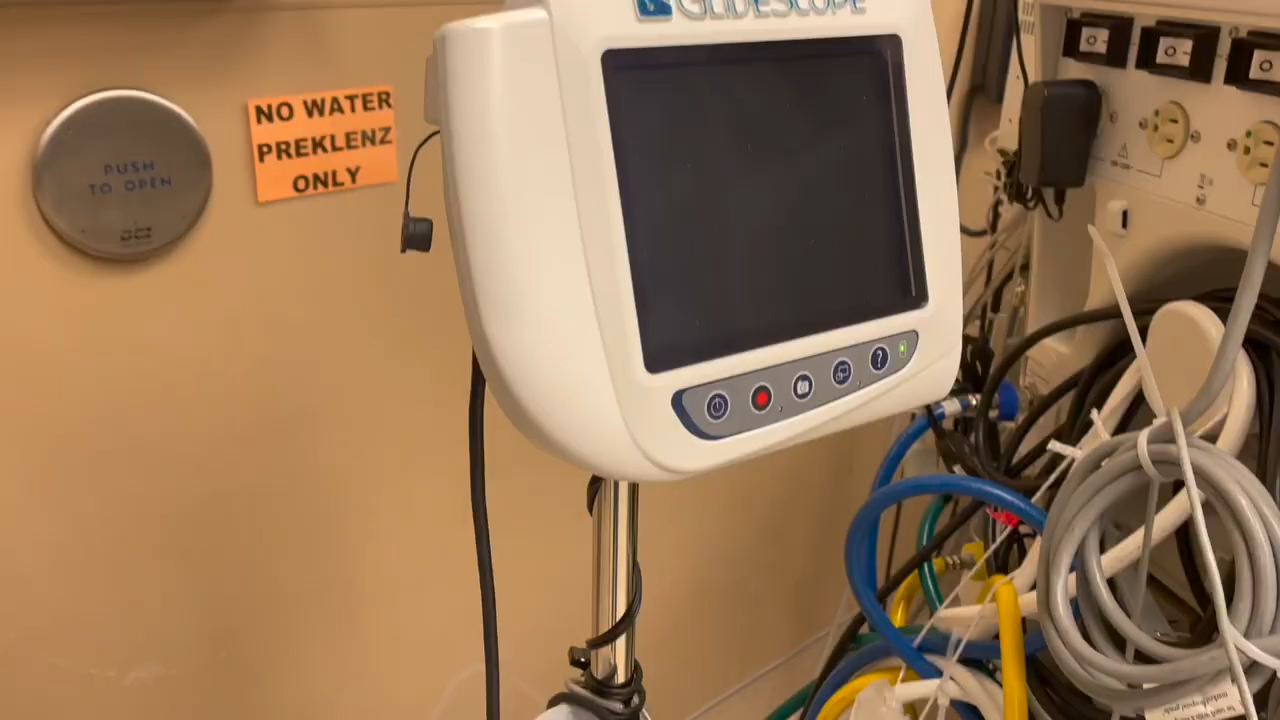 GLIDESCOPE
PUSH
TO OPEN
NO WATER
PREKLENZ
ONLY
?